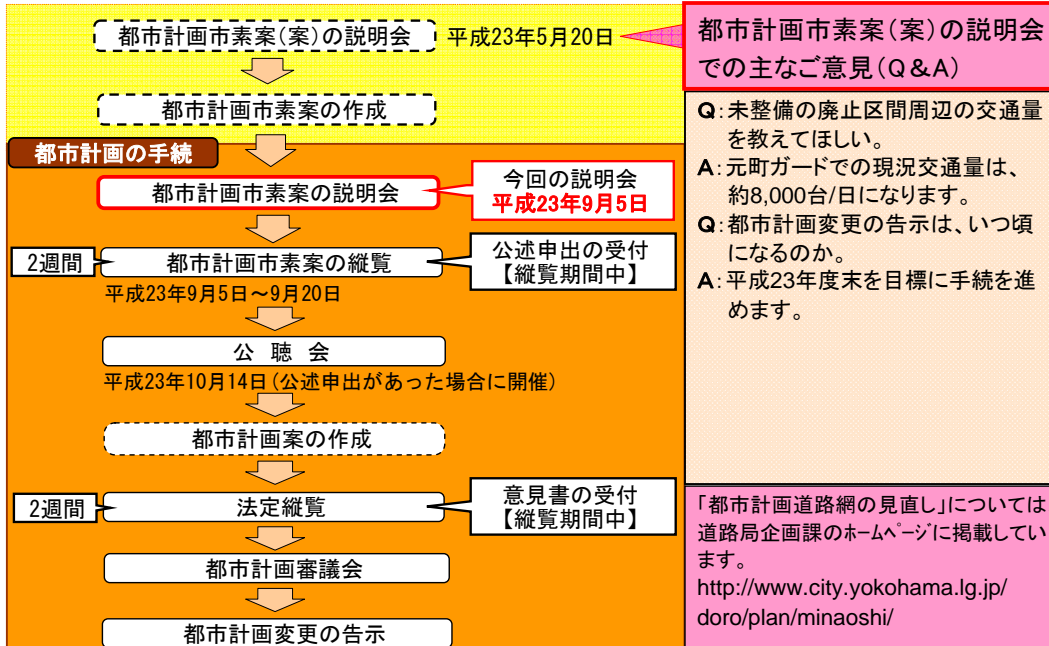 都市計画市素案(案)の説明会 平成23年5月20日
都市計画市素案の作成
都市計画の手続
都市計画市素案の説明会
今回の説明会
平成23年9月5日
2週間
都市計画市素案の縦覧
公述申出の受付
【縦覧期間中】
平成23年9月5日~9月20日
公 聴 会
平成23年10月14日(公述申出があった場合に開催)
都市計画案の作成
2週間
法定縦覧
意見書の受付
【縦覧期間中】
都市計画審議会
都市計画変更の告示
都市計画市素案(案)の説明会
での主なご意見(Q&A)
Q:未整備の廃止区間周辺の交通量
を教えてほしい。
A:元町ガードでの現況交通量は、
約8,000台/日になります。
Q:都市計画変更の告示は、いつ頃
になるのか。
A:平成23年度末を目標に手続を進
めます。
「都市計画道路網の見直し」については
道路局企画課のホームページに掲載してい
ます。
http://www.city.yokohama.lg.jp/
doro/plan/minaoshi/